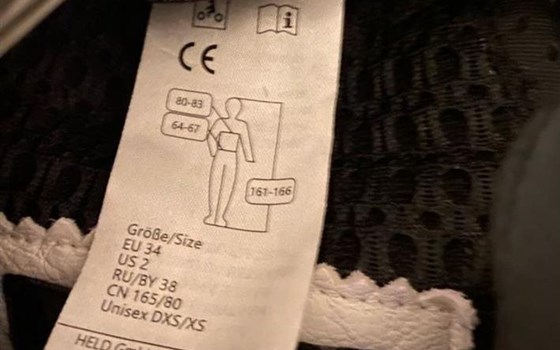 i
CE
80-83
64-67
161-166
Größe/Size
EU 34
US 2
RU/BY 38
CN 165/80
Unisex DXS/XS
HELD